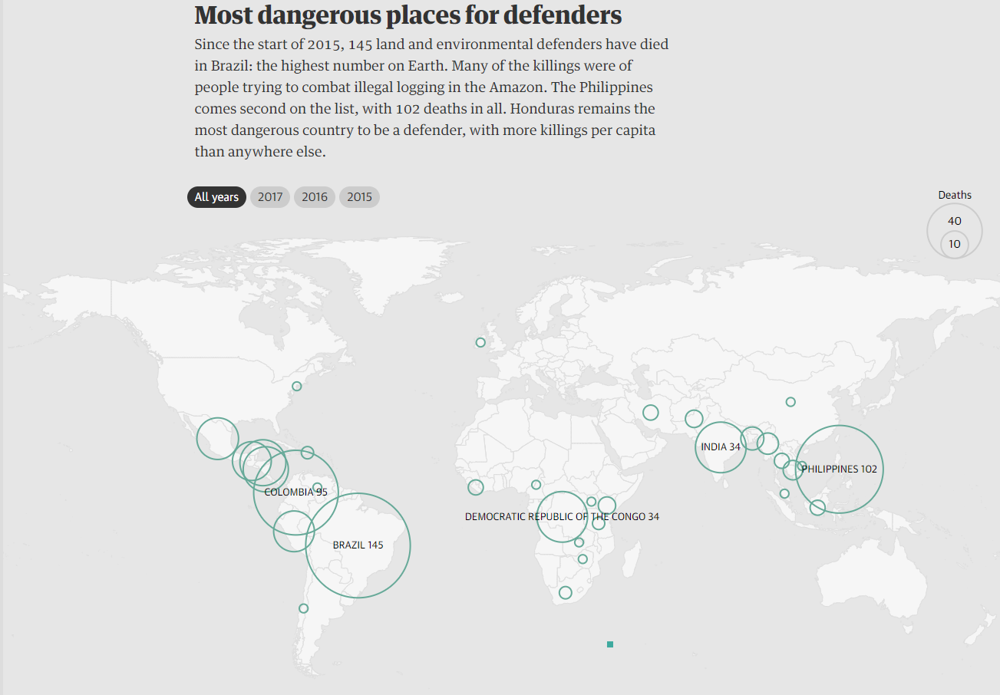 Most dangerous places for defenders
Since the start of 2015, 145 land and environmental defenders have died
in Brazil: the highest number on Earth. Many of the killings were of
people trying to combat illegal logging in the Amazon. The Philippines
comes second on the list, with 102 deaths in all. Honduras remains the
most dangerous country to be a defender, with more killings per capita
than anywhere else.
All years 2017 2016 2015
Deaths
40
10
INDIA 34
PHILIPPINES 102
COLOMBIA 95
DEMOCRATIC REPUBLIC OF THE CONGO 34
BRAZIL 145